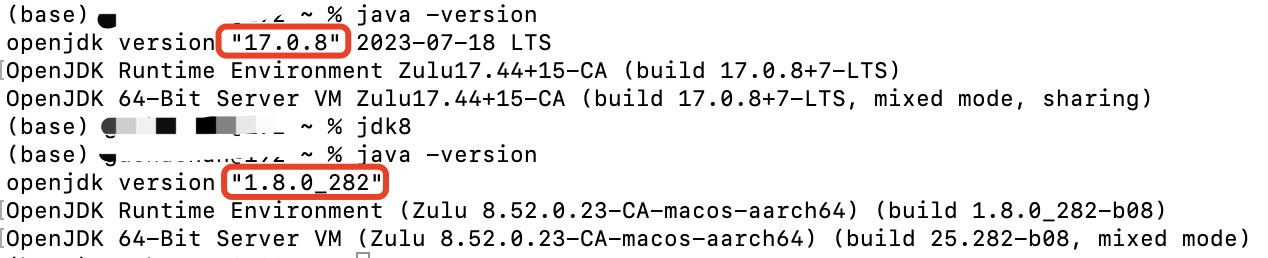 (base) ~ % java -version
openjdk version "17.0.8" 2023-07-18 LTS
OpenJDK Runtime Environment Zulu17.44+15-CA (build 17.0.8+7-LTS)
OpenJDK 64-Bit Server VM Zulu17.44+15-CA (build 17.0.8+7-LTS, mixed mode, sharing)
(base) ~ % jdk8
(base) ~ % java -version
openjdk version "1.8.0_282"
OpenJDK Runtime Environment (Zulu 8.52.0.23-CA-macos-aarch64) (build 1.8.0_282-b08)
OpenJDK 64-Bit Server VM (Zulu 8.52.0.23-CA-macos-aarch64) (build 25.282-b08, mixed mode)